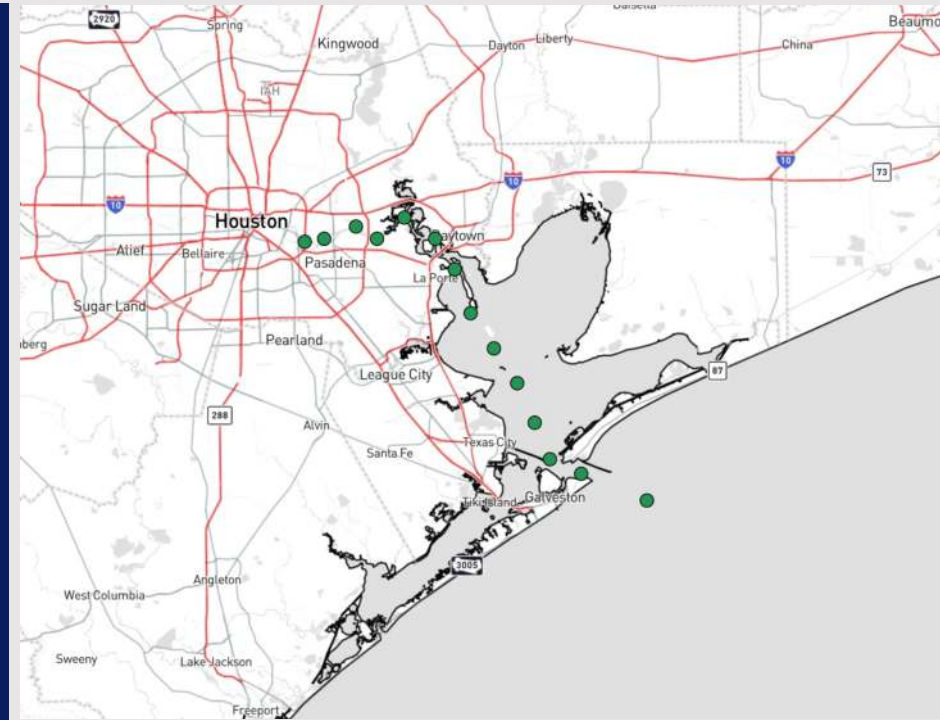 2920
Spring
Kingwood
Dayton
Liberty
China
IAH
10
10
73
10
Houston
Alief
Bellaire
Pasadena
La Porte
Sugar Land
Pearland
League City
87
288
Alvin
Santa Fe
Texas City
Tiki Island
Galveston
3005
Angleton
West Columbia
Sweeny
Lake Jackson
Freeport